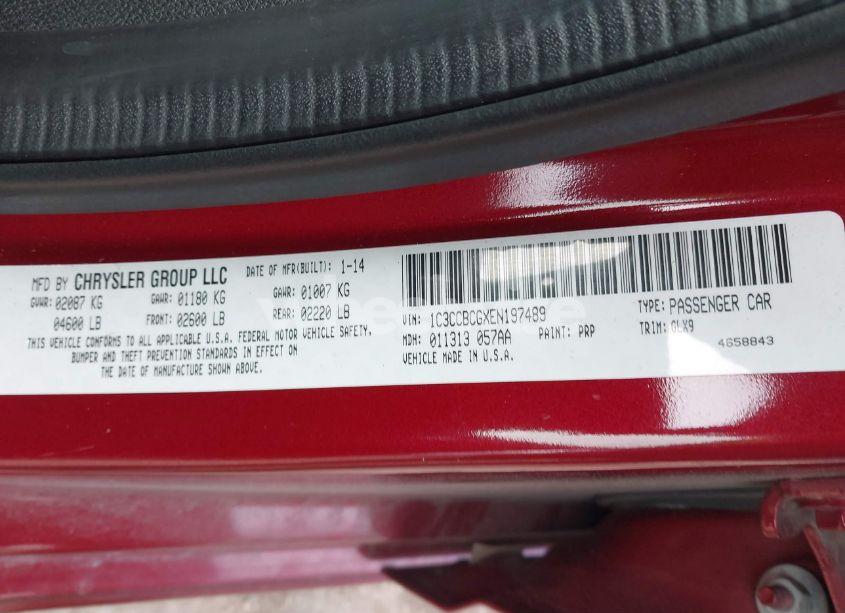 MFD BY CHRYSLER GROUP LLC DATE OF MFR(BUILT): 1-14
GVWR: 02087 KG GAWR: 01180 KG GAWR: 01007 KG
04600 LB FRONT: 02600 LB REAR: 02220 LB
THIS VEHICLE CONFORMS TO ALL APPLICABLE U.S.A. FEDERAL MOTOR VEHICLE SAFETY,
BUMPER AND THEFT PREVENTION STANDARDS IN EFFECT ON
THE DATE OF MANUFACTURE SHOWN ABOVE.
VIN: 1C3CCBCGXEN197489 TYPE: PASSENGER CAR
MDH: 011313 057AA PAINT: PRP TRIM: GLX9
VEHICLE MADE IN U.S.A. 4658843